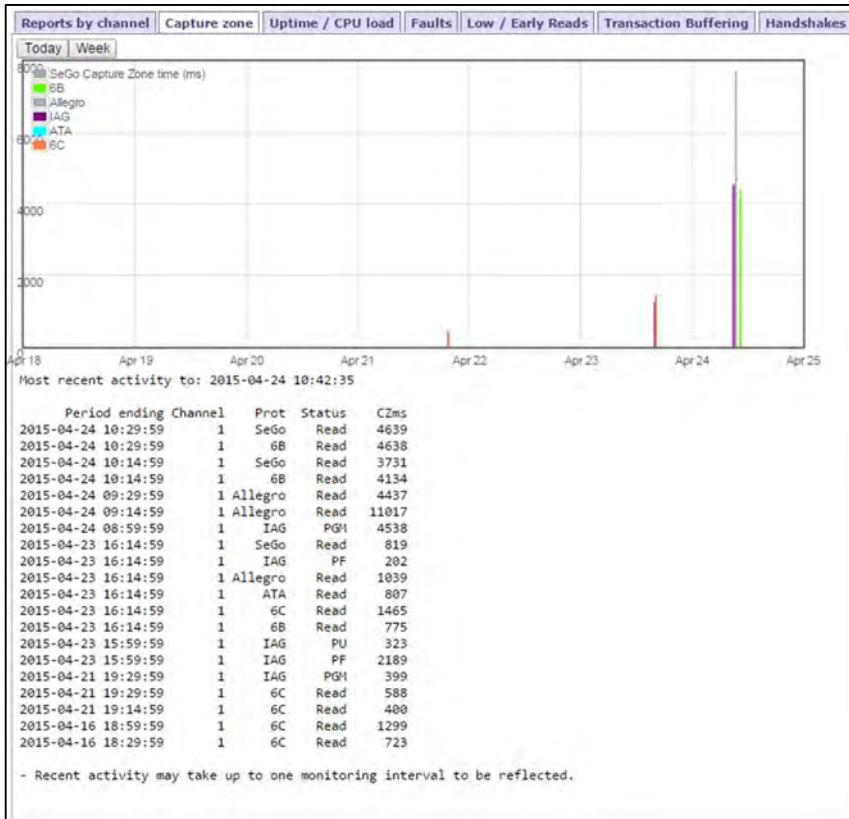 Reports by channel Capture zone Uptime / CPU load Faults Low / Early Reads Transaction Buffering Handshakes
Today Week
8000
SeGo Capture Zone time (ms)
6B
Allegro
IAG
6000
ATA
6C
4000
2000
0
Apr 18 Apr 19 Apr 20 Apr 21 Apr 22 Apr 23 Apr 24 Apr 25
Most recent activity to: 2015-04-24 10:42:35
Period ending Channel Prot Status CZms
2015-04-24 10:29:59 1 SeGo Read 4639
2015-04-24 10:29:59 1 6B Read 4638
2015-04-24 10:14:59 1 SeGo Read 3731
2015-04-24 10:14:59 1 6B Read 4134
2015-04-24 09:29:59 1 Allegro Read 4437
2015-04-24 09:14:59 1 Allegro Read 11017
2015-04-24 08:59:59 1 IAG PGM 4538
2015-04-23 16:14:59 1 SeGo Read 819
2015-04-23 16:14:59 1 IAG PF 202
2015-04-23 16:14:59 1 Allegro Read 1039
2015-04-23 16:14:59 1 ATA Read 807
2015-04-23 16:14:59 1 6C Read 1465
2015-04-23 16:14:59 1 6B Read 775
2015-04-23 15:59:59 1 IAG PU 323
2015-04-23 15:59:59 1 IAG PF 2189
2015-04-21 19:29:59 1 IAG PGM 399
2015-04-21 19:29:59 1 6C Read 588
2015-04-21 19:14:59 1 6C Read 400
2015-04-16 18:59:59 1 6C Read 1299
2015-04-16 18:29:59 1 6C Read 723
- Recent activity may take up to one monitoring interval to be reflected.